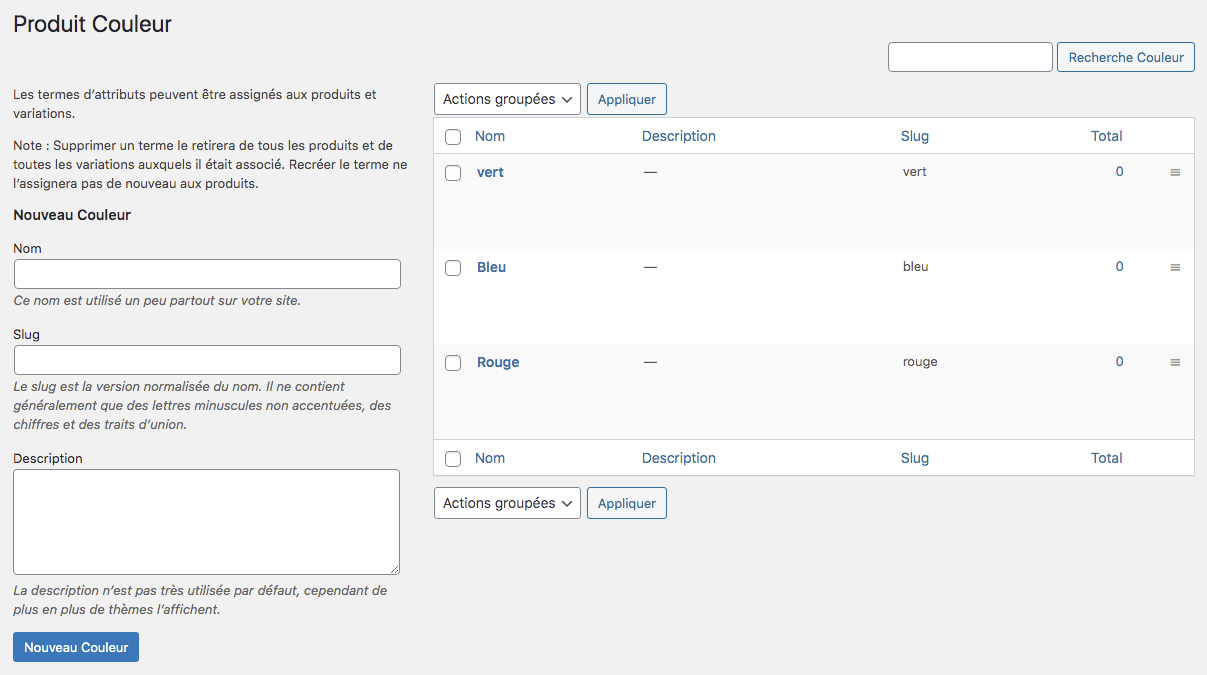 Produit Couleur
Recherche Couleur
Les termes d’attributs peuvent être assignés aux produits et
variations.
Note : Supprimer un terme le retirera de tous les produits et de
toutes les variations auxquels il était associé. Recréer le terme ne
l’assignera pas de nouveau aux produits.
Nouveau Couleur
Nom
Ce nom est utilisé un peu partout sur votre site.
Slug
Le slug est la version normalisée du nom. Il ne contient
généralement que des lettres minuscules non accentuées, des
chiffres et des traits d’union.
Description
La description n’est pas très utilisée par défaut, cependant de
plus en plus de thèmes l’affichent.
Nouveau Couleur
Actions groupées Appliquer
Nom Description Slug Total
vert — vert 0
Bleu — bleu 0
Rouge — rouge 0
Nom Description Slug Total
Actions groupées Appliquer